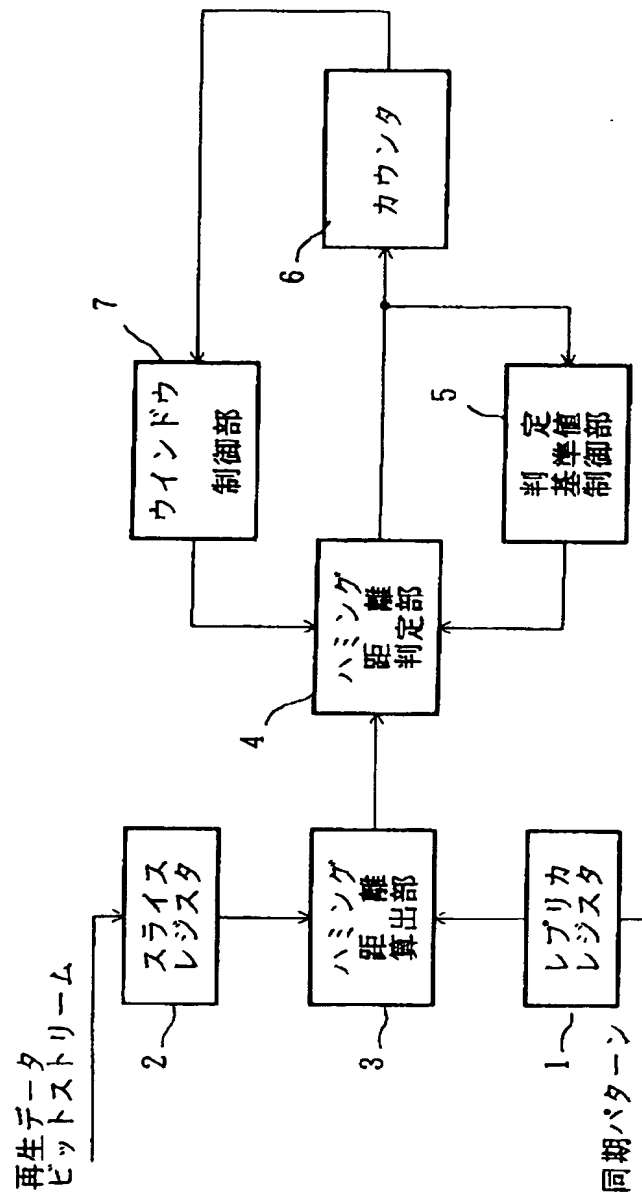 再生データ
ビットストリーム
スライス
レジスタ
2
ハミング
距離
算出部
3
レプリカ
レジスタ
1
同期パターン
ハミング
距離
判定部
4
ウインドウ
制御部
7
判定
基準値
制御部
5
カウンタ
6